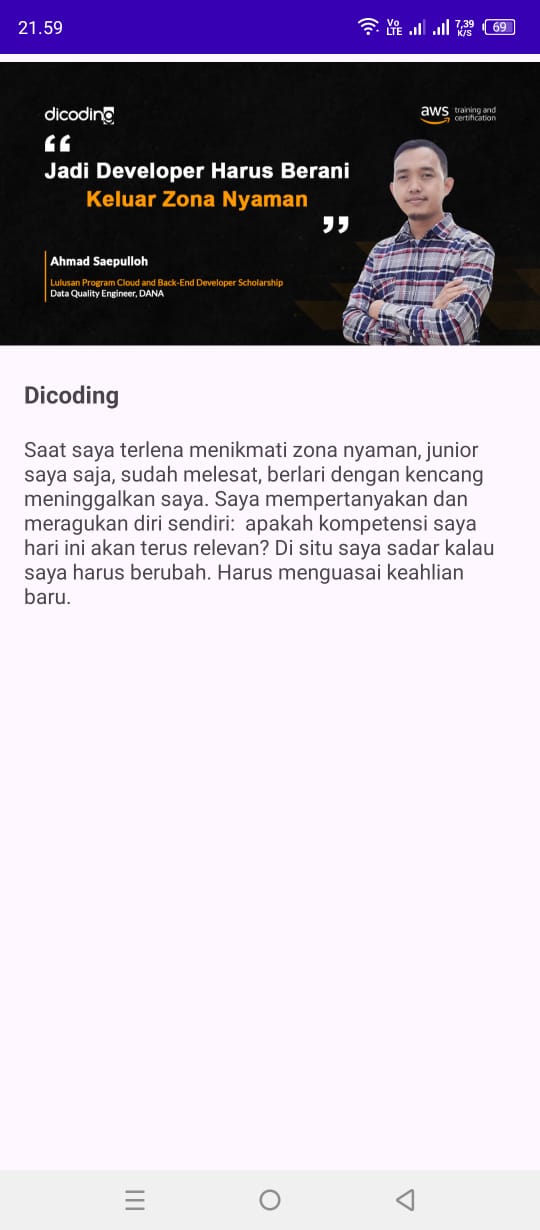 21.59
Vo
LTE
7,39
K/S
69
dicoding
aws training and
certification
“
Jadi Developer Harus Berani
Keluar Zona Nyaman
”
Ahmad Saepulloh
Lulusan Program Cloud and Back-End Developer Scholarship
Data Quality Engineer, DANA
Dicoding
Saat saya terlena menikmati zona nyaman, junior
saya saja, sudah melesat, berlari dengan kencang
meninggalkan saya. Saya mempertanyakan dan
meragukan diri sendiri:  apakah kompetensi saya
hari ini akan terus relevan? Di situ saya sadar kalau
saya harus berubah. Harus menguasai keahlian
baru.